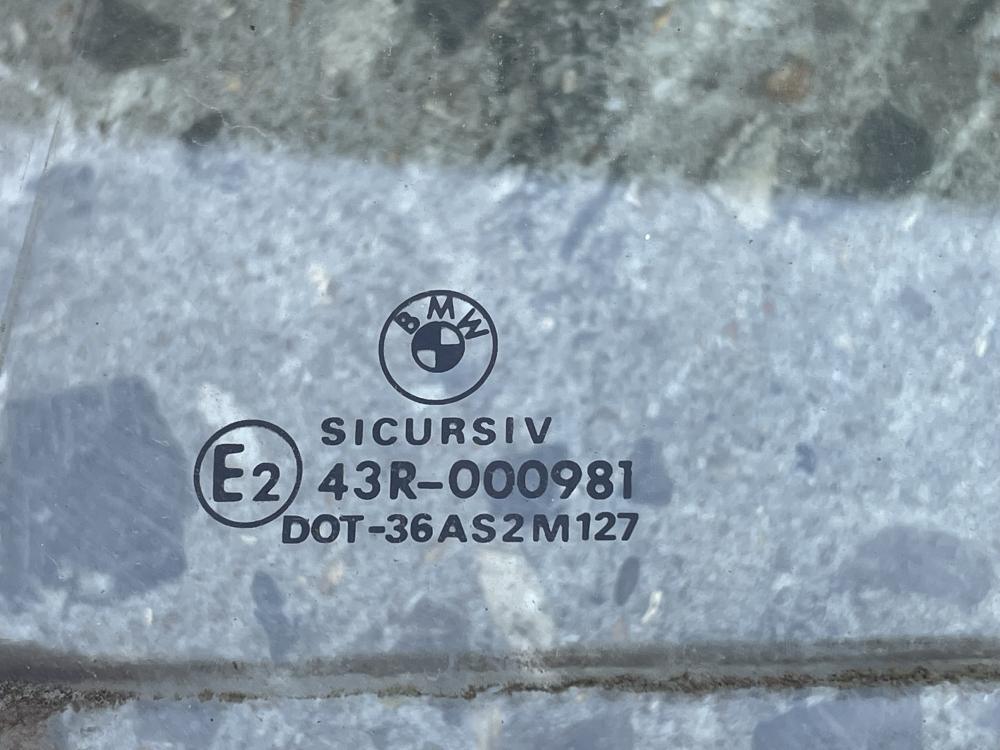 BMW
SICURSIV
E2 43R-000981
DOT-36AS2M127